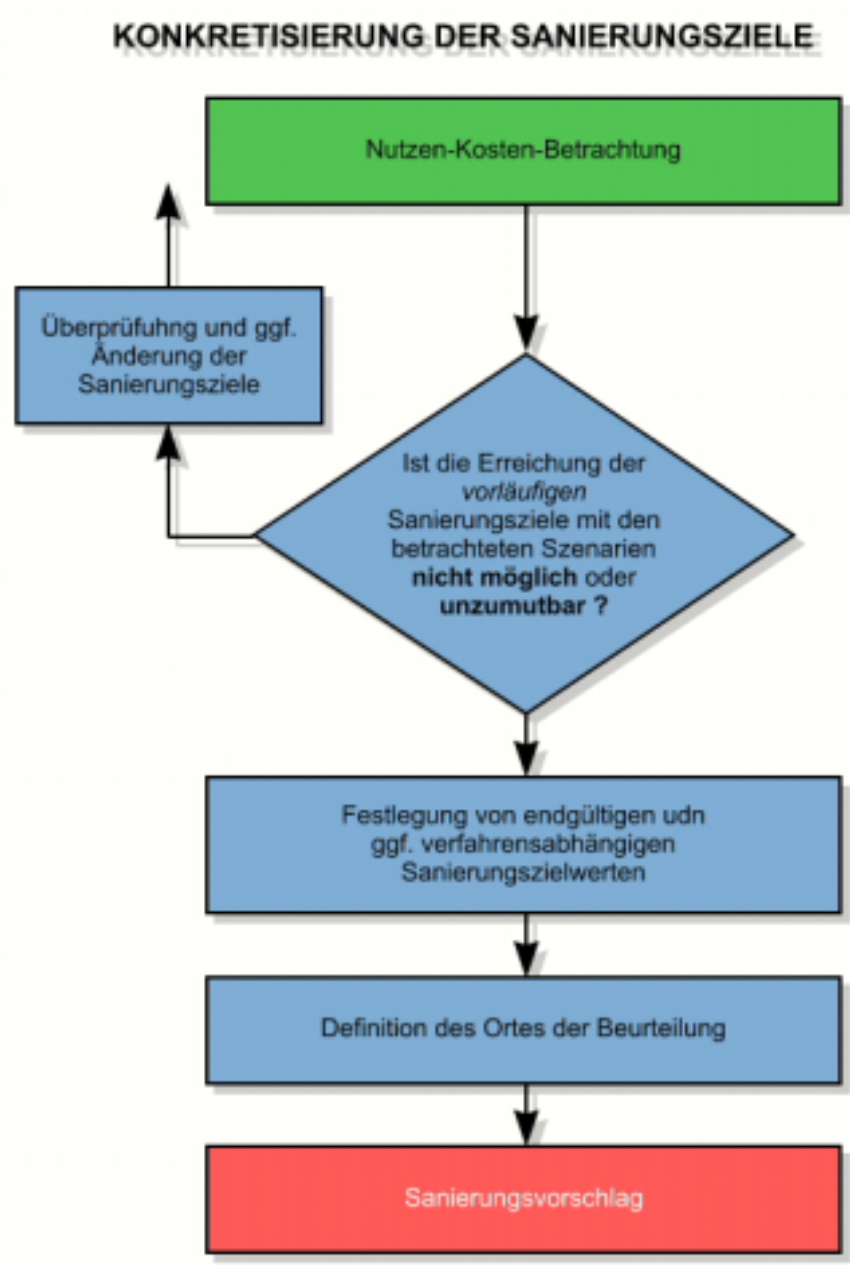 KONKRETISIERUNG DER SANIERUNGSZIELE
Nutzen-Kosten-Betrachtung
Überprüfuhng und ggf.
Änderung der
Sanierungsziele
Ist die Erreichung der
vorläufigen
Sanierungsziele mit den
betrachteten Szenarien
nicht möglich oder
unzumutbar ?
Festlegung von endgültigen udn
ggf. verfahrensabhängigen
Sanierungszielwerten
Definition des Ortes der Beurteilung
Sanierungsvorschlag